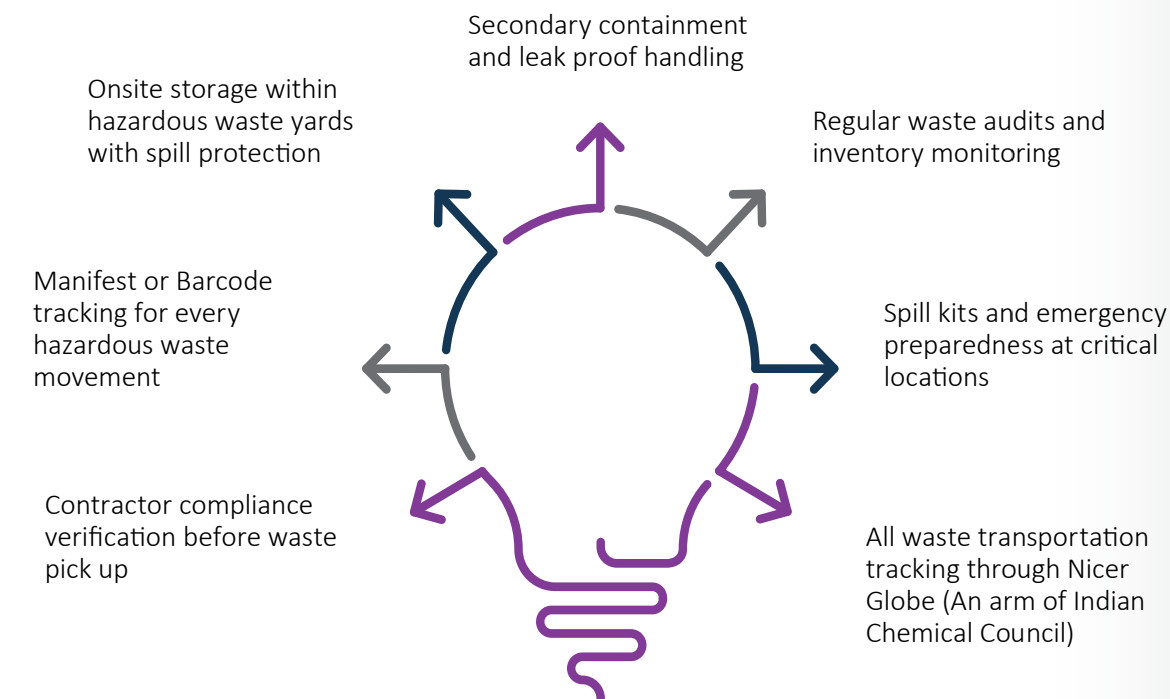 Secondary containment
and leak proof handling
Onsite storage within
hazardous waste yards
with spill protection
Regular waste audits and
inventory monitoring
Manifest or Barcode
tracking for every
hazardous waste
movement
Spill kits and emergency
preparedness at critical
locations
Contractor compliance
verification before waste
pick up
All waste transportation
tracking through Nicer
Globe (An arm of Indian
Chemical Council)